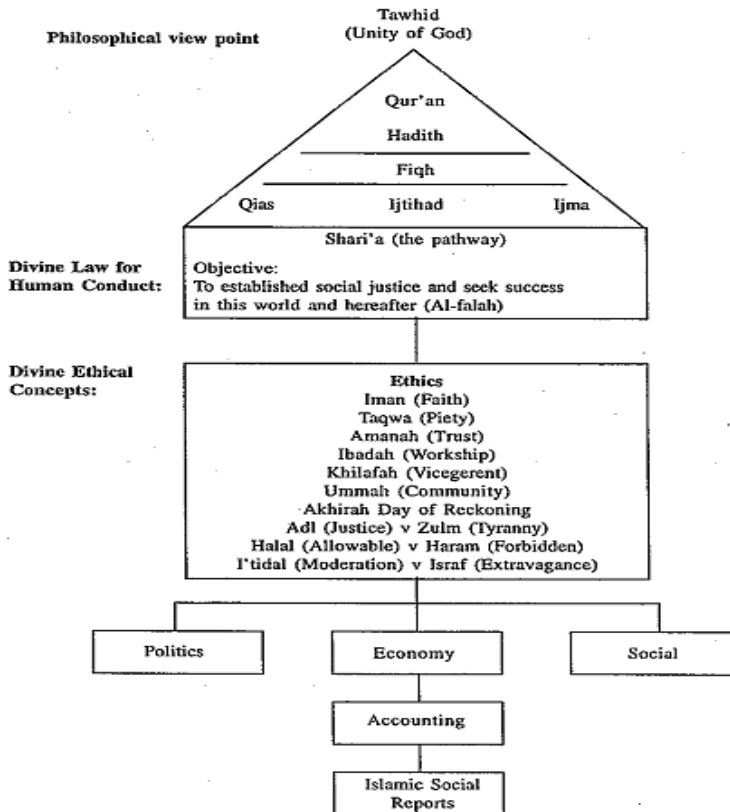 Tawhid
Philosophical view point
(Unity of God)
Qur'an
Hadith
Fiqh
Qias Ijtihad Ijma
Shari'a (the pathway)
Divine Law for
Human Conduct:
Objective:
To established social justice and seek success
in this world and hereafter (Al-falah)
Divine Ethical
Concepts:
Ethics
Iman (Faith)
Taqwa (Piety)
Amanah (Trust)
Ibadah (Workship)
Khilafah (Vicegerent)
Ummah (Community)
Akhirah Day of Reckoning
Adl (Justice) v Zulm (Tyranny)
Halal (Allowable) v Haram (Forbidden)
I'tidal (Moderation) v Israf (Extravagance)
Politics Economy Social
Accounting
Islamic Social
Reports